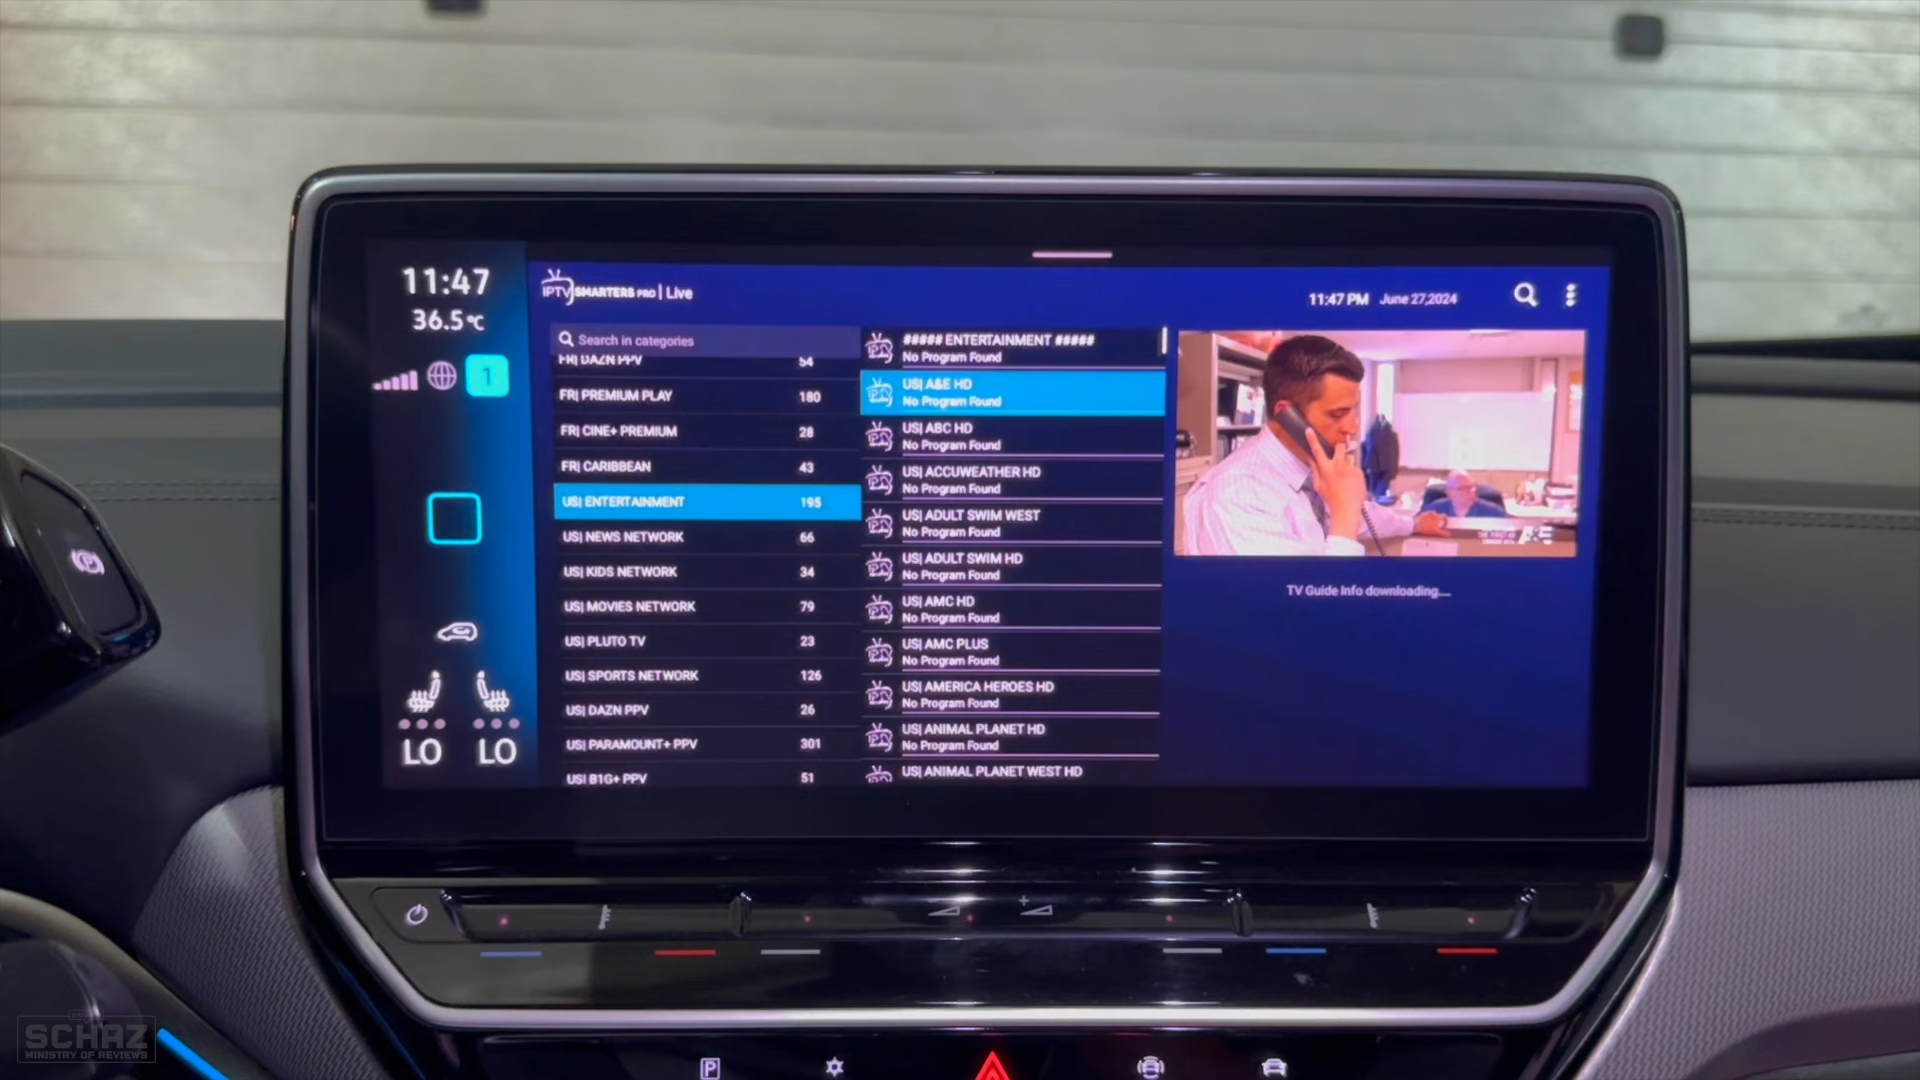 11:47
36.5°C
1
LO LO
IPTV SMARTERS PRO | Live
11:47 PM June 27,2024
Search in categories
FR| DAZN PPV 54
FR| PREMIUM PLAY 180
FR| CINE+ PREMIUM 28
FR| CARIBBEAN 43
US| ENTERTAINMENT 195
US| NEWS NETWORK 66
US| KIDS NETWORK 34
US| MOVIES NETWORK 79
US| PLUTO TV 23
US| SPORTS NETWORK 126
US| DAZN PPV 26
US| PARAMOUNT+ PPV 301
US| B1G+ PPV 51
##### ENTERTAINMENT #####
No Program Found
US| A&E HD
No Program Found
US| ABC HD
No Program Found
US| ACCUWEATHER HD
No Program Found
US| ADULT SWIM WEST
No Program Found
US| ADULT SWIM HD
No Program Found
US| AMC HD
No Program Found
US| AMC PLUS
No Program Found
US| AMERICA HEROES HD
No Program Found
US| ANIMAL PLANET HD
No Program Found
US| ANIMAL PLANET WEST HD
TV Guide Info downloading....
P
P
SCHAZ
MINISTRY OF REVIEWS